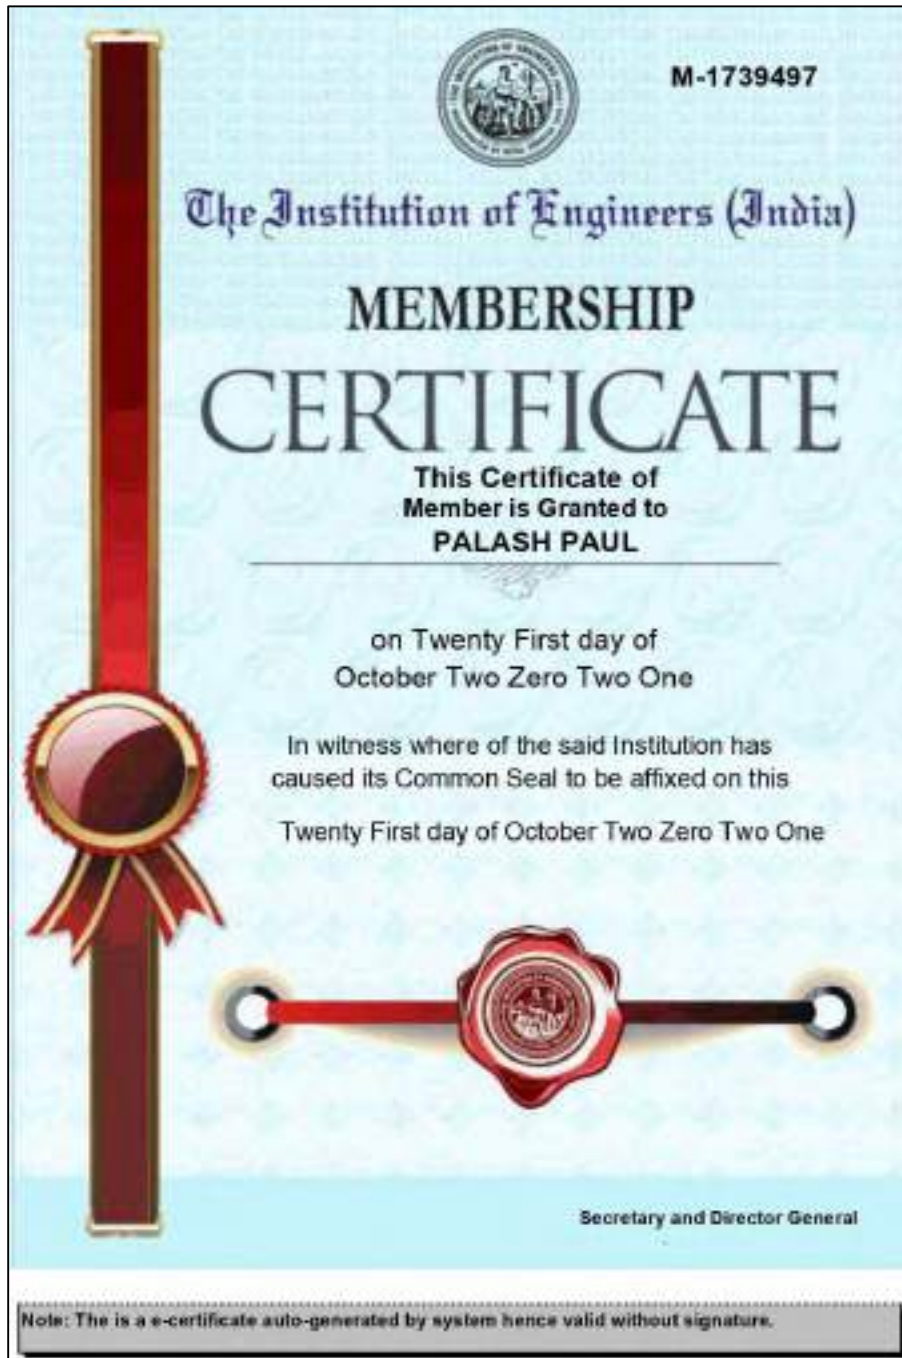 M-1739497
The Institution of Engineers (India)
MEMBERSHIP
CERTIFICATE
This Certificate of
Member is Granted to
PALASH PAUL
on Twenty First day of
October Two Zero Two One
In witness where of the said Institution has
caused its Common Seal to be affixed on this
Twenty First day of October Two Zero Two One
Secretary and Director General
Note: The is a e-certificate auto-generated by system hence valid without signature.